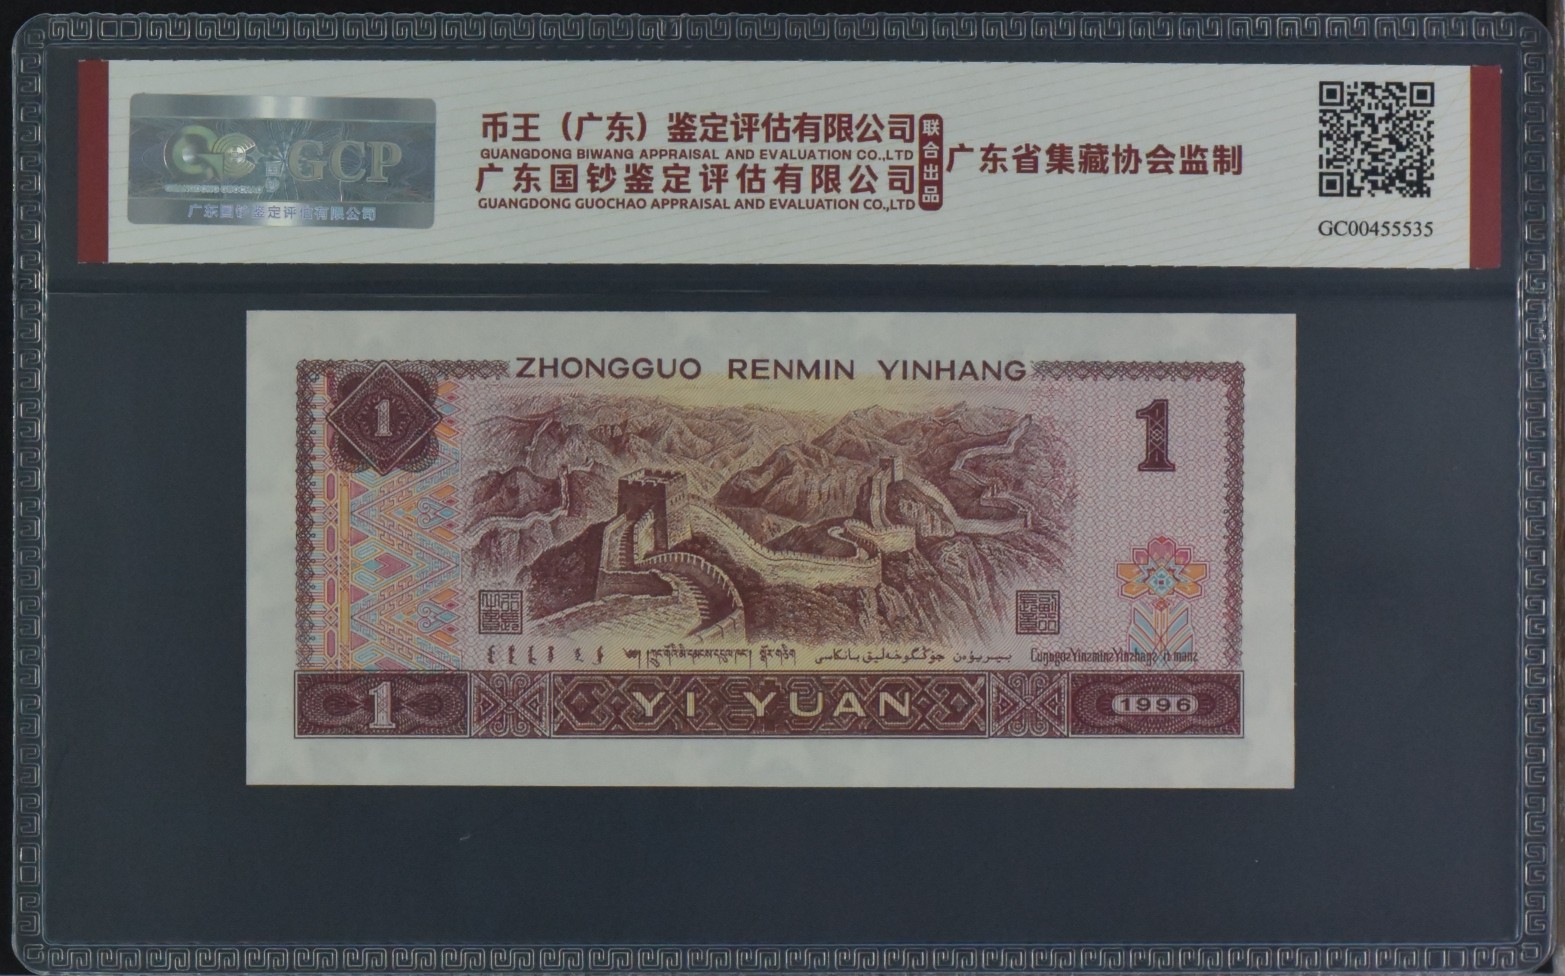 GCP
广东国钞鉴定评估有限公司
币王（广东）鉴定评估有限公司
GUANGDONG BIWANG APPRAISAL AND EVALUATION CO.,LTD
广东国钞鉴定评估有限公司
GUANGDONG GUOCHAO APPRAISAL AND EVALUATION CO.,LTD
联合出品
广东省集藏协会监制
GC00455535
ZHONGGUO RENMIN YINHANG
1
1
1
YI YUAN
1996